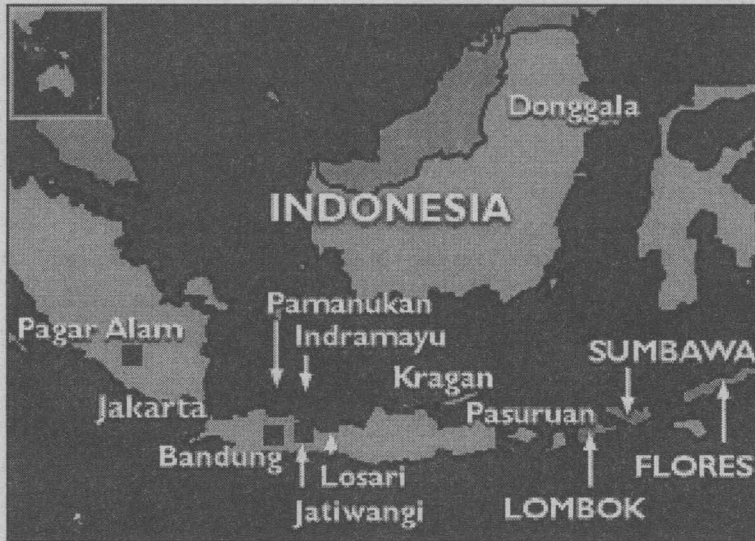 Donggala
INDONESIA
Pamanukan
Indramayu
Pagar Alam
SUMBAWA
Kragan
Jakarta
Pasuruan
Bandung
Losari
FLORES
Jatiwangi
LOMBOK